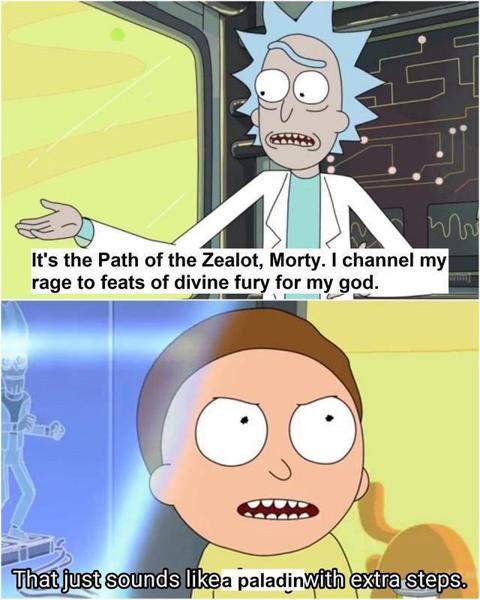 It's the Path of the Zealot, Morty. I channel my
rage to feats of divine fury for my god.
That just sounds like a paladin with extra steps.